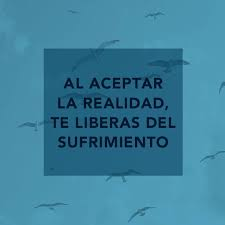 AL ACEPTAR
LA REALIDAD,
TE LIBERAS DEL
SUFRIMIENTO